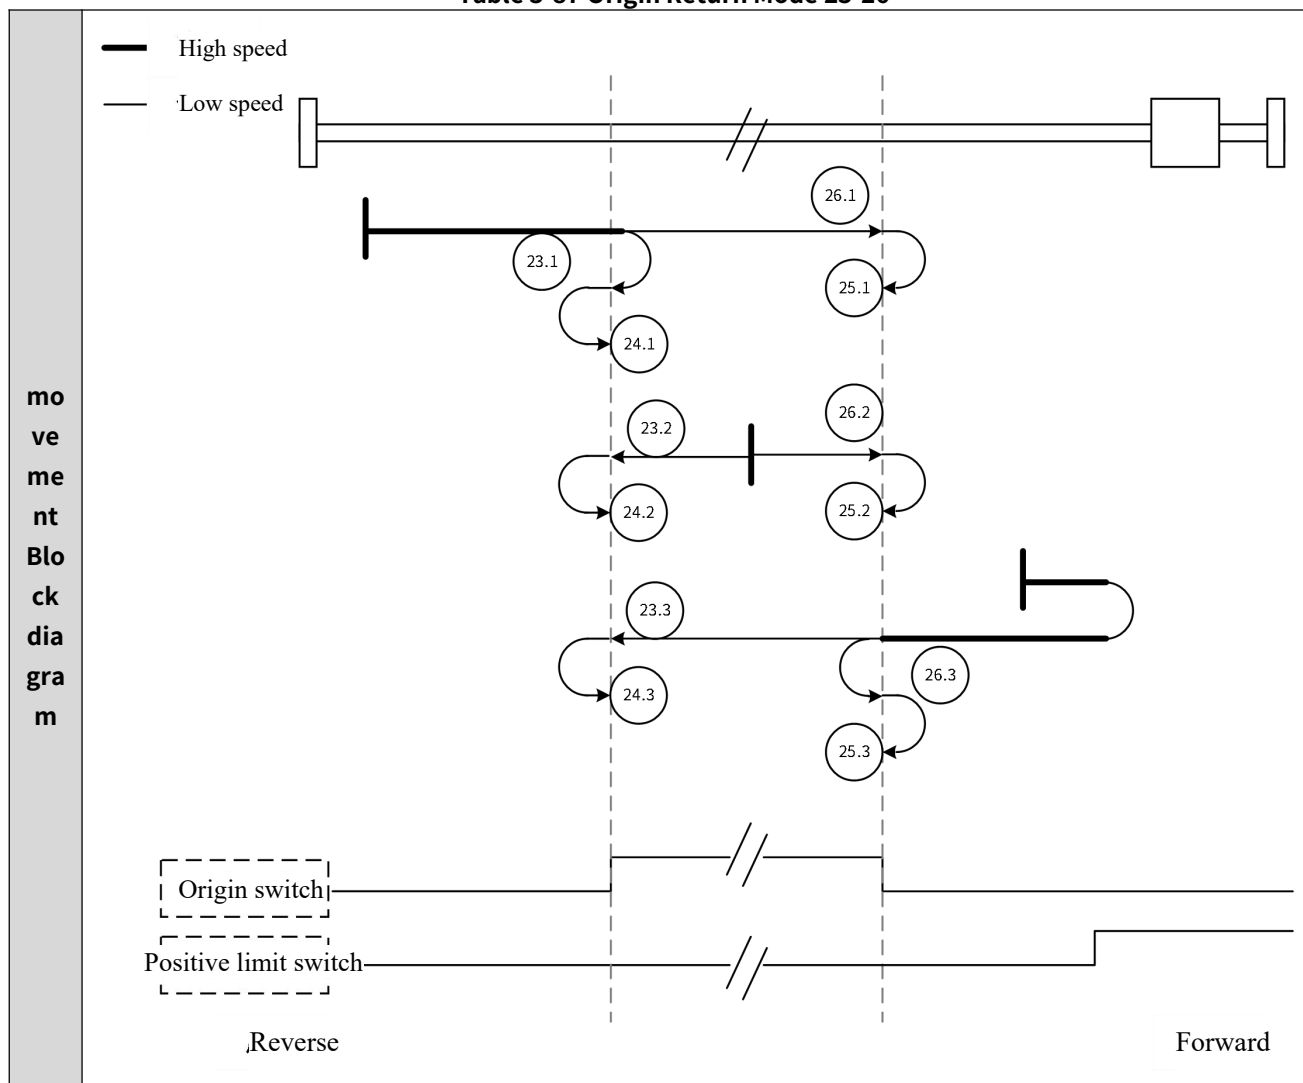 Table 3-87 Origin Return Mode 23-26
High speed
Low speed
26.1
23.1
25.1
24.1
mo
ve
me
nt
Blo
ck
dia
gra
m
26.2
23.2
24.2
25.2
23.3
26.3
24.3
25.3
Origin switch
Positive limit switch
Reverse
Forward